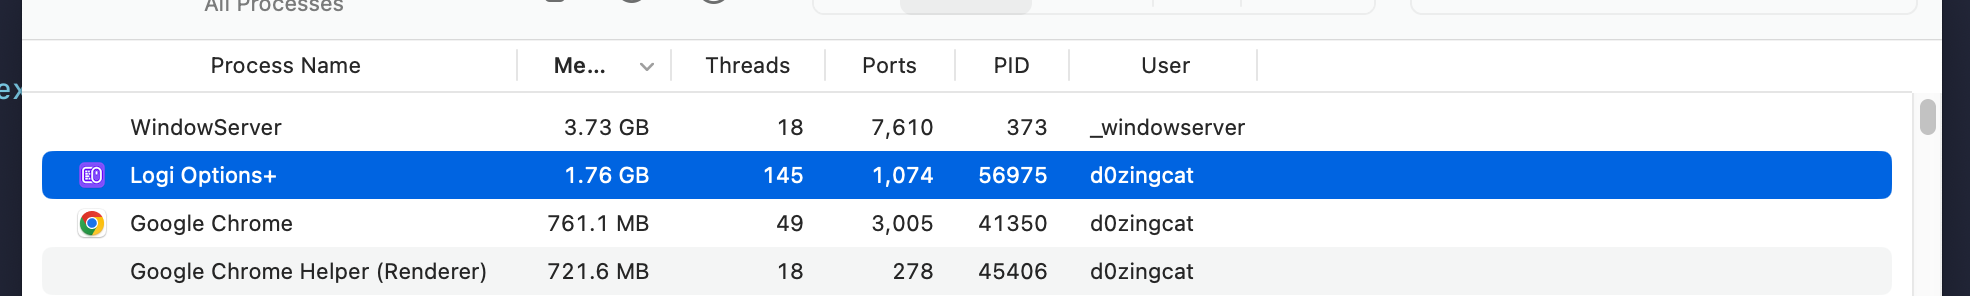 All Processes
Process Name Me... Threads Ports PID User
ex
WindowServer 3.73 GB 18 7,610 373 _windowserver
Logi Options+ 1.76 GB 145 1,074 56975 d0zingcat
Google Chrome 761.1 MB 49 3,005 41350 d0zingcat
Google Chrome Helper (Renderer) 721.6 MB 18 278 45406 d0zingcat